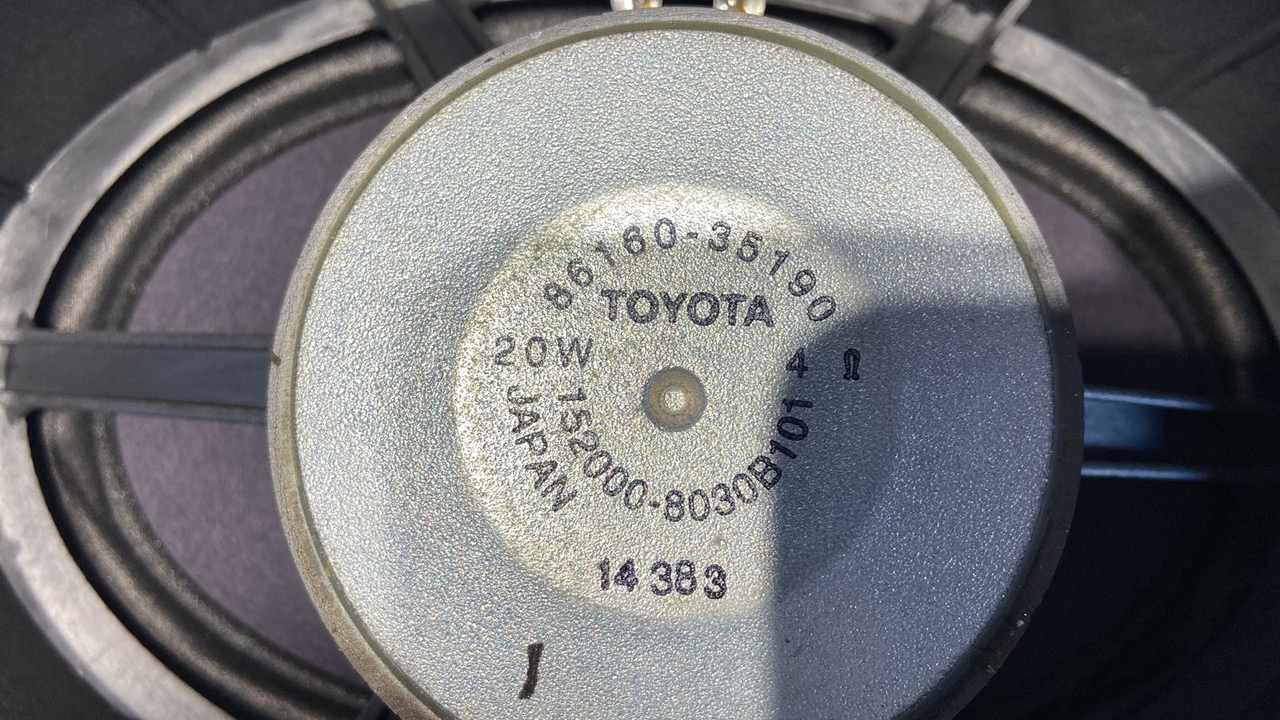 86160-35190
TOYOTA
20W 4 Ω
152000-8030B101
JAPAN
14 383